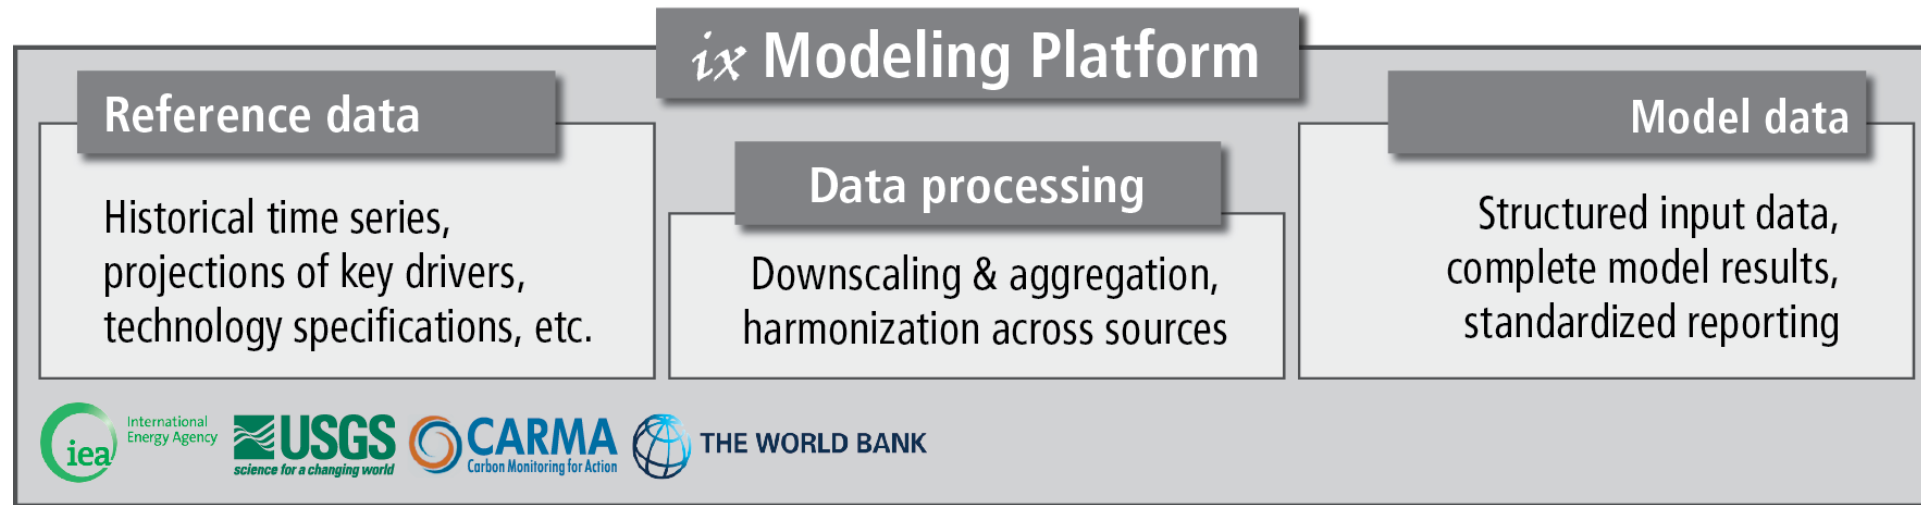 ix Modeling Platform
Reference data
Historical time series,
projections of key drivers,
technology specifications, etc.
Data processing
Downscaling & aggregation,
harmonization across sources
Model data
Structured input data,
complete model results,
standardized reporting
iea
International
Energy Agency
USGS
science for a changing world
CARMA
Carbon Monitoring for Action
THE WORLD BANK